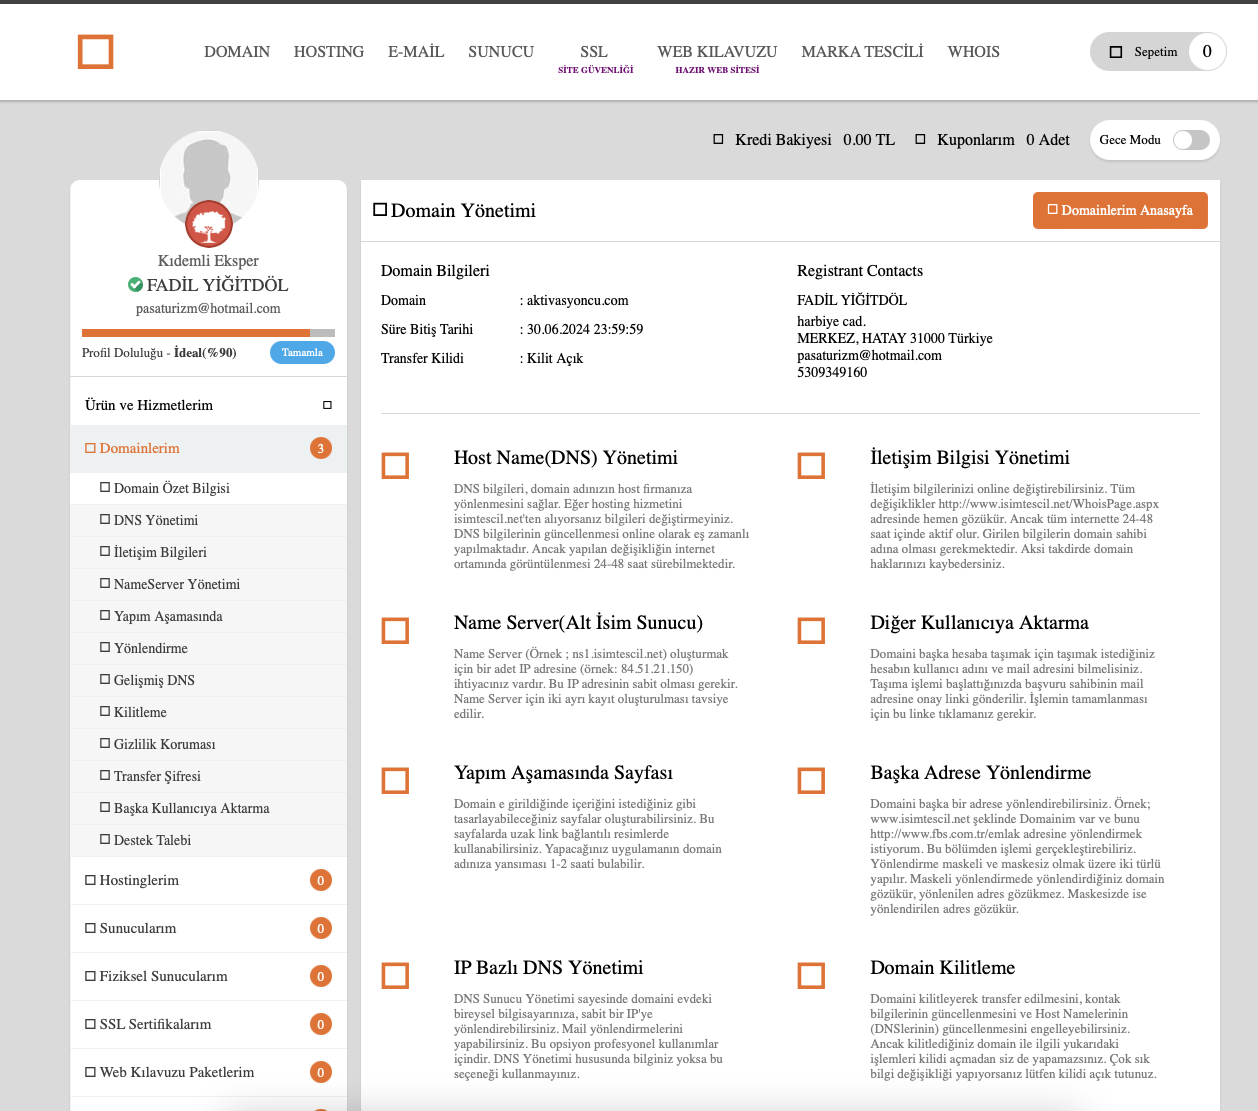 DOMAIN HOSTING E-MAİL SUNUCU SSL WEB KILAVUZU MARKA TESCİLİ WHOIS
SİTE GÜVENLİĞİ HAZIR WEB SİTESİ
Sepetim 0
Kredi Bakiyesi 0.00 TL Kuponlarım 0 Adet Gece Modu
Kıdemli Eksper
FADİL YİĞİTDÖL
pasaturizm@hotmail.com
Profil Doluluğu - İdeal(%90) Tamamla
Ürün ve Hizmetlerim
Domainlerim 3
Domain Özet Bilgisi
DNS Yönetimi
İletişim Bilgileri
NameServer Yönetimi
Yapım Aşamasında
Yönlendirme
Gelişmiş DNS
Kilitleme
Gizlilik Koruması
Transfer Şifresi
Başka Kullanıcıya Aktarma
Destek Talebi
Hostinglerim 0
Sunucularım 0
Fiziksel Sunucularım 0
SSL Sertifikalarım 0
Web Kılavuzu Paketlerim 0
Domain Yönetimi Domainlerim Anasayfa
Domain Bilgileri
Domain : aktivasyoncu.com
Süre Bitiş Tarihi : 30.06.2024 23:59:59
Transfer Kilidi : Kilit Açık
Registrant Contacts
FADİL YİĞİTDÖL
harbiye cad.
MERKEZ, HATAY 31000 Türkiye
pasaturizm@hotmail.com
5309349160
Host Name(DNS) Yönetimi
DNS bilgileri, domain adınızın host firmanıza
yönlenmesini sağlar. Eğer hosting hizmetini
isimtescil.net'ten alıyorsanız bilgileri değiştirmeyiniz.
DNS bilgilerinin güncellenmesi online olarak eş zamanlı
yapılmaktadır. Ancak yapılan değişikliğin internet
ortamında görüntülenmesi 24-48 saat sürebilmektedir.
İletişim Bilgisi Yönetimi
İletişim bilgilerinizi online değiştirebilirsiniz. Tüm
değişiklikler http://www.isimtescil.net/WhoisPage.aspx
adresinde hemen gözükür. Ancak tüm internette 24-48
saat içinde aktif olur. Girilen bilgilerin domain sahibi
adına olması gerekmektedir. Aksi takdirde domain
haklarınızı kaybedersiniz.
Name Server(Alt İsim Sunucu)
Name Server (Örnek ; ns1.isimtescil.net) oluşturmak
için bir adet IP adresine (örnek: 84.51.21.150)
ihtiyacınız vardır. Bu IP adresinin sabit olması gerekir.
Name Server için iki ayrı kayıt oluşturulması tavsiye
edilir.
Diğer Kullanıcıya Aktarma
Domaini başka hesaba taşımak için taşımak istediğiniz
hesabın kullanıcı adını ve mail adresini bilmelisiniz.
Taşıma işlemi başlattığınızda başvuru sahibinin mail
adresine onay linki gönderilir. İşlemin tamamlanması
için bu linke tıklamanız gerekir.
Yapım Aşamasında Sayfası
Domain e girildiğinde içeriğini istediğiniz gibi
tasarlayabileceğiniz sayfalar oluşturabilirsiniz. Bu
sayfalarda uzak link bağlantılı resimlerde
kullanabilirsiniz. Yapacağınız uygulamanın domain
adınıza yansıması 1-2 saati bulabilir.
Başka Adrese Yönlendirme
Domaini başka bir adrese yönlendirebilirsiniz. Örnek;
www.isimtescil.net şeklinde Domainim var ve bunu
http://www.fbs.com.tr/emlak adresine yönlendirmek
istiyorum. Bu bölümden işlemi gerçekleştirebiliriz.
Yönlendirme maskeli ve maskesiz olmak üzere iki türlü
yapılır. Maskeli yönlendirmede yönlendirdiğiniz domain
gözükür, yönlenilen adres gözükmez. Maskesizde ise
yönlendirilen adres gözükür.
IP Bazlı DNS Yönetimi
DNS Sunucu Yönetimi sayesinde domaini evdeki
bireysel bilgisayarınıza, sabit bir IP'ye
yönlendirebilirsiniz. Mail yönlendirmelerini
yapabilirsiniz. Bu opsiyon profesyonel kullanımlar
içindir. DNS Yönetimi hususunda bilginiz yoksa bu
seçeneği kullanmayınız.
Domain Kilitleme
Domaini kilitleyerek transfer edilmesini, kontak
bilgilerinin güncellenmesini ve Host Namelerinin
(DNSlerinin) güncellenmesini engelleyebilirsiniz.
Ancak kilitlediğiniz domain ile ilgili yukarıdaki
işlemleri kilidi açmadan siz de yapamazsınız. Çok sık
bilgi değişikliği yapıyorsanız lütfen kilidi açık tutunuz.